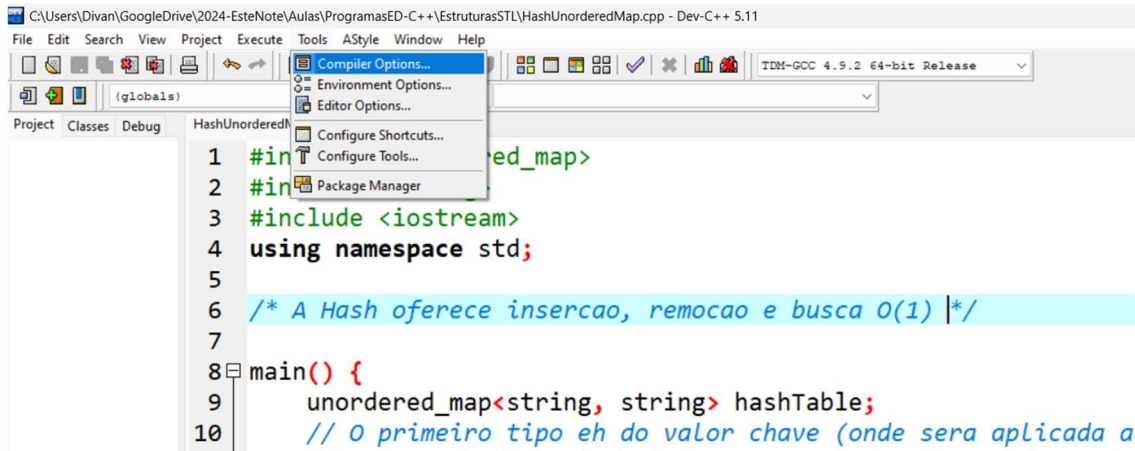 C:\Users\Divan\GoogleDrive\2024-EsteNote\Aulas\ProgramasED-C++\EstruturasSTL\HashUnorderedMap.cpp - Dev-C++ 5.11
File Edit Search View Project Execute Tools AStyle Window Help
Compiler Options...
TDM-GCC 4.9.2 64-bit Release
Environment Options...
(globals)
Editor Options...
Project Classes Debug
HashUnorderedM
Configure Shortcuts...
Configure Tools...
Package Manager
1 #in ed_map>
2 #in >
3 #include <iostream>
4 using namespace std;
5
6 /* A Hash oferece insercao, remocao e busca O(1) */
7
8 main() {
9 unordered_map<string, string> hashTable;
10 // O primeiro tipo eh do valor chave (onde sera aplicada a